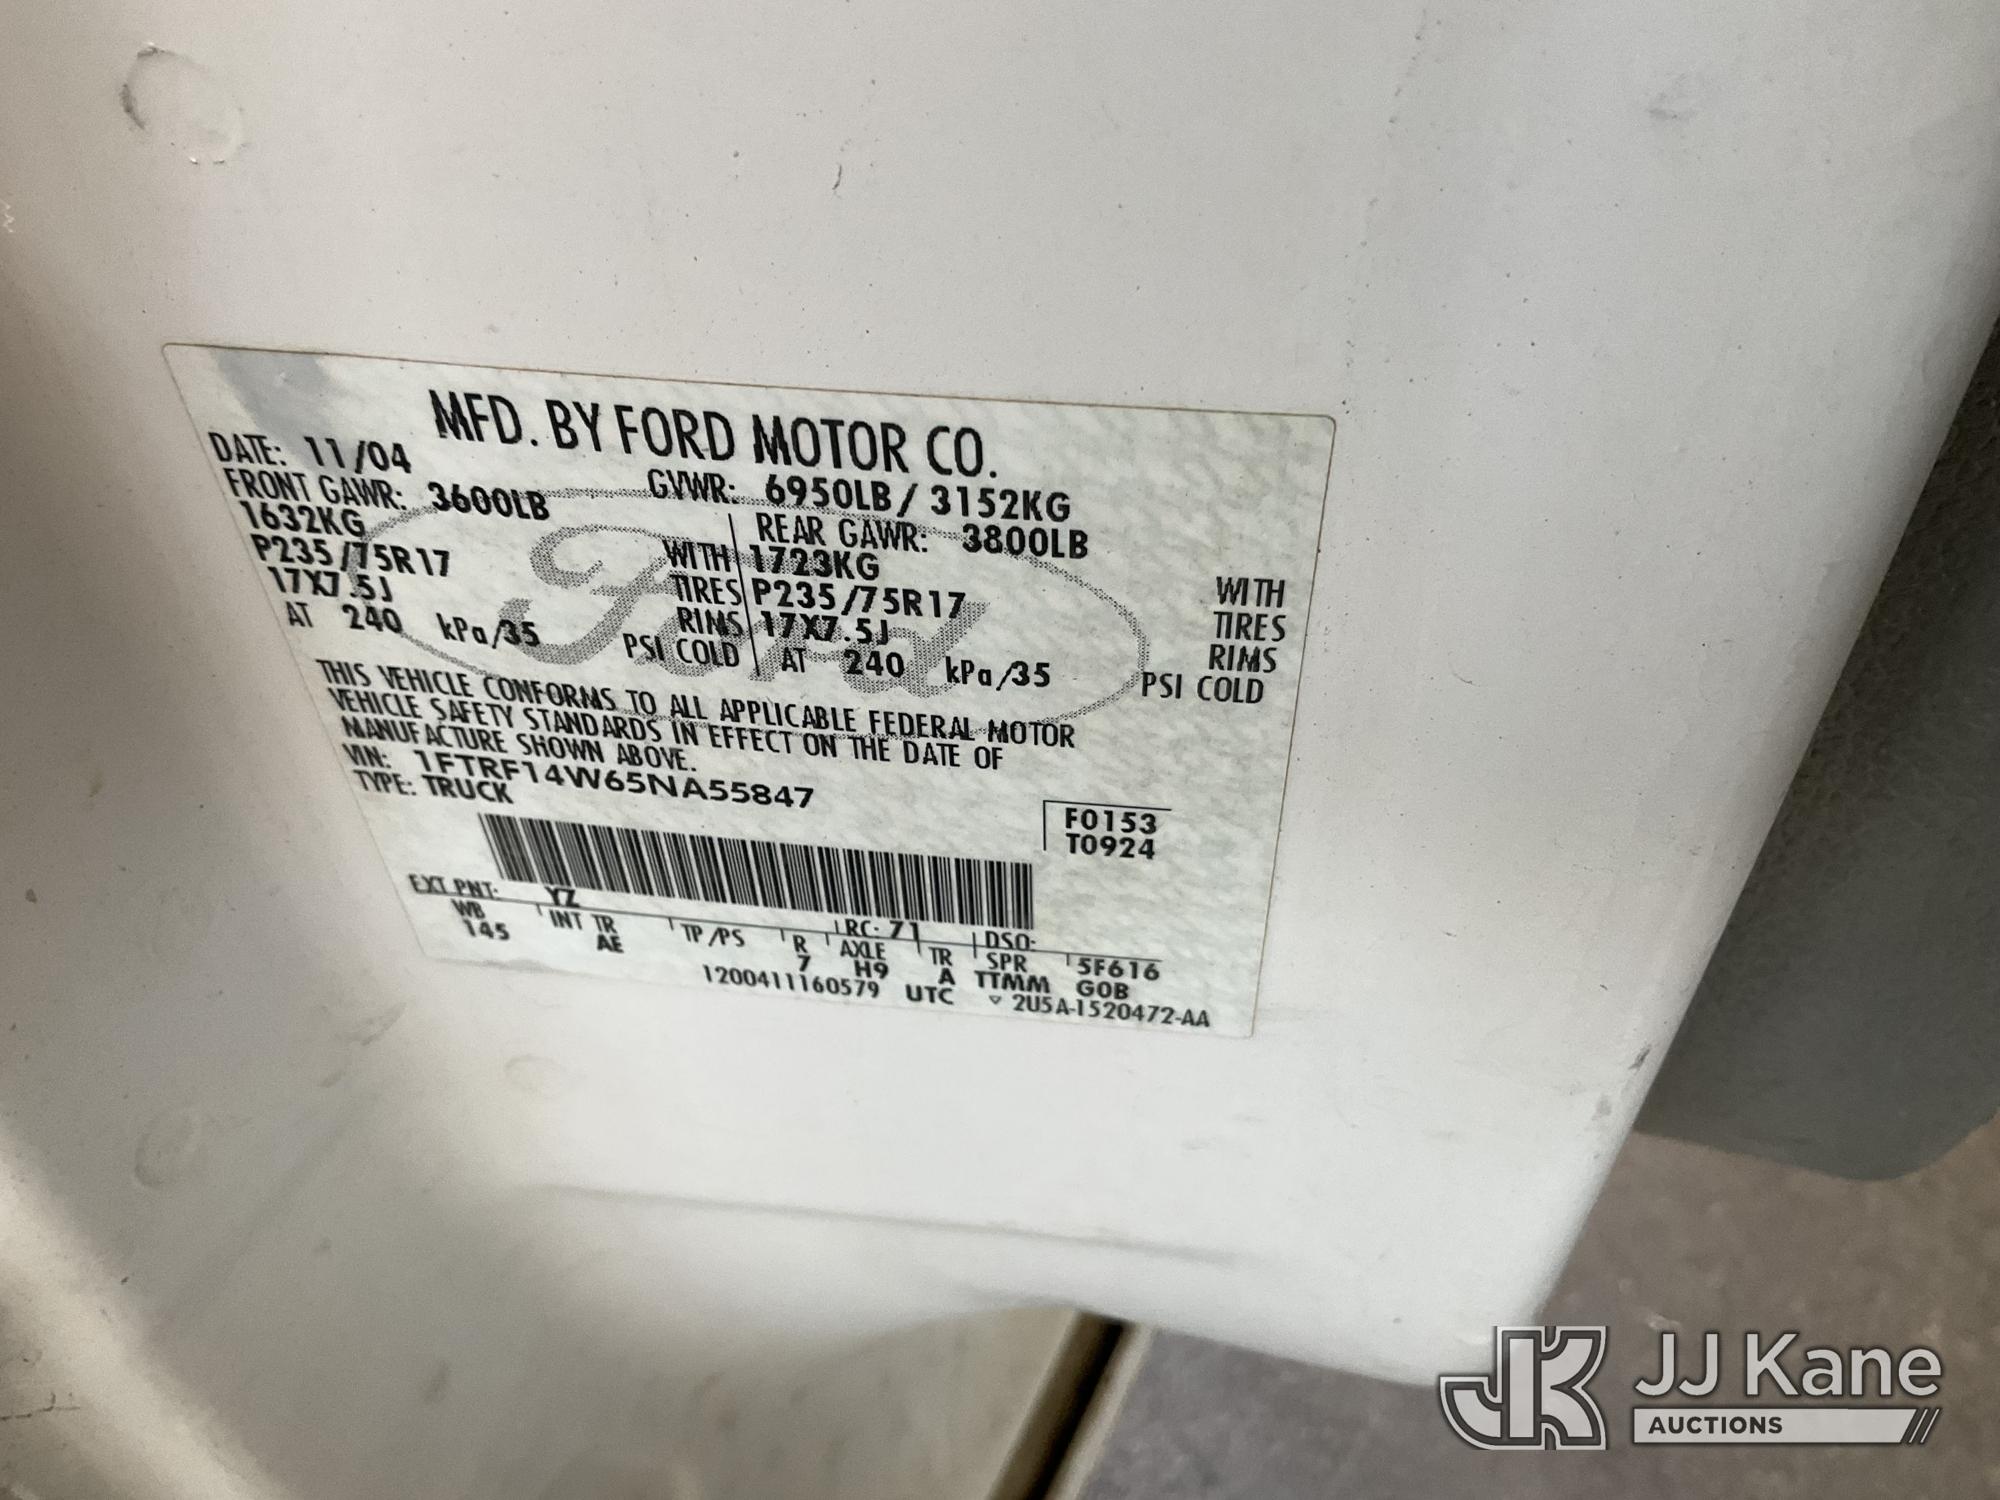 MFD. BY FORD MOTOR CO.
DATE: 11/04 GVWR: 6950LB/ 3152KG
FRONT GAWR: 3600LB REAR GAWR: 3800LB
1632KG WITH 1723KG WITH
P235/75R17 TIRES P235/75R17 TIRES
17X7.5J RIMS 17X7.5J RIMS
AT 240 kPa/35 PSI COLD AT 240 kPa/35 PSI COLD
Ford
THIS VEHICLE CONFORMS TO ALL APPLICABLE FEDERAL MOTOR
VEHICLE SAFETY STANDARDS IN EFFECT ON THE DATE OF
MANUFACTURE SHOWN ABOVE.
VIN: 1FTRF14W65NA55847
TYPE: TRUCK
F0153
T0924
EXT PNT: YZ RC: 71 DSO:
WB INT TR TP/PS R AXLE TR SPR 5F616
145 AE 7 H9 A TTMM GOB
1200411160579 UTC ▽ 2U5A-1520472-AA
JK JJ Kane
AUCTIONS